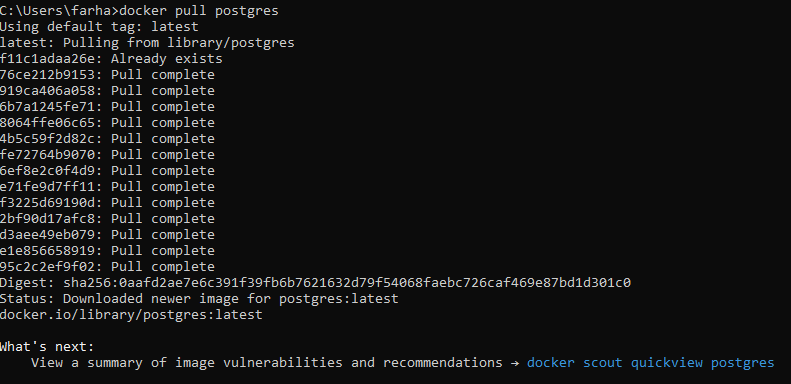 C:\Users\farha>docker pull postgres
Using default tag: latest
latest: Pulling from library/postgres
f11c1adaa26e: Already exists
76ce212b9153: Pull complete
919ca406a058: Pull complete
6b7a1245fe71: Pull complete
8064ffe06c65: Pull complete
4b5c59f2d82c: Pull complete
fe72764b9070: Pull complete
6ef8e2c0f4d9: Pull complete
e71fe9d7ff11: Pull complete
f3225d69190d: Pull complete
2bf90d17afc8: Pull complete
d3aee49eb079: Pull complete
e1e856658919: Pull complete
95c2c2ef9f02: Pull complete
Digest: sha256:0aafd2ae7e6c391f39fb6b7621632d79f54068faebc726caf469e87bd1d301c0
Status: Downloaded newer image for postgres:latest
docker.io/library/postgres:latest
What's next:
View a summary of image vulnerabilities and recommendations → docker scout quickview postgres